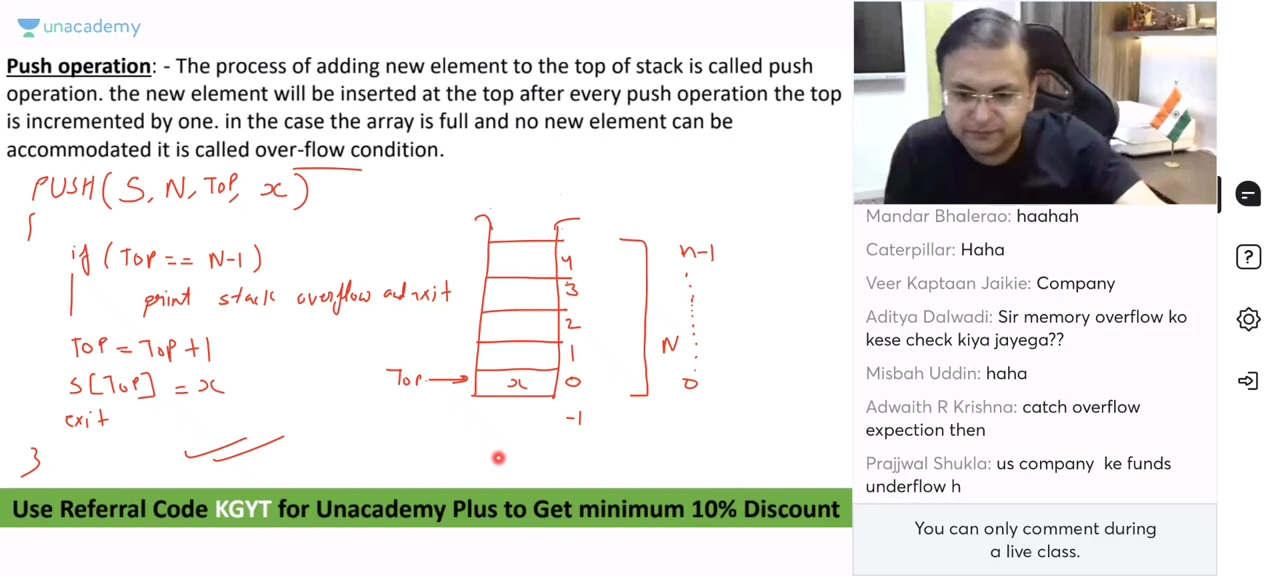 unacademy
Push operation: - The process of adding new element to the top of stack is called push
operation. the new element will be inserted at the top after every push operation the top
is incremented by one. in the case the array is full and no new element can be
accommodated it is called over-flow condition.
PUSH( S, N, TOP, x )
{
if ( TOP == N-1 )
print stack overflow and exit
TOP = TOP + 1
S[TOP] = x
exit
}
4
3
2
1
Top → x 0
-1
N
n-1
0
Use Referral Code KGYT for Unacademy Plus to Get minimum 10% Discount
Mandar Bhalerao: haahah
Caterpillar: Haha
Veer Kaptaan Jaikie: Company
Aditya Dalwadi: Sir memory overflow ko
kese check kiya jayega??
Misbah Uddin: haha
Adwaith R Krishna: catch overflow
expection then
Prajjwal Shukla: us company ke funds
underflow h
You can only comment during
a live class.